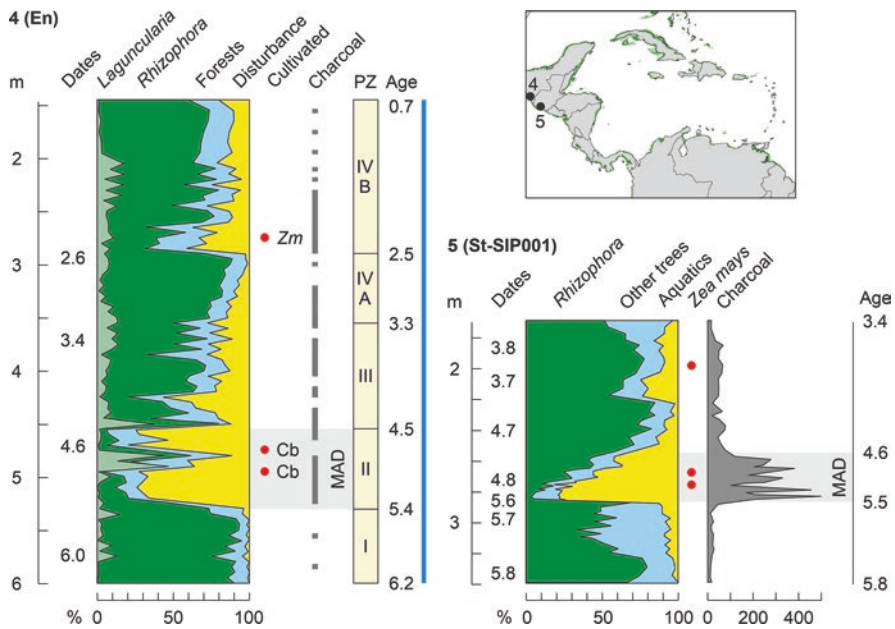 4 (En)
m
Dates
Laguncularia
Rhizophora
Forests
Disturbance
Cultivated
Charcoal
PZ
Age
2
3
4
5
6
2.6
3.4
4.6
6.0
Zm
Cb
Cb
MAD
IV
B
IV
A
III
II
I
0.7
2.5
3.3
4.5
5.4
6.2
% 0 50 100
4
5
5 (St-SIP001)
m
Dates
Rhizophora
Other trees
Aquatics
Zea mays
Charcoal
Age
2
3
3.8
3.7
4.7
4.8
5.6
5.7
5.8
MAD
3.4
4.6
5.5
5.8
% 0 50 100 0 200 400